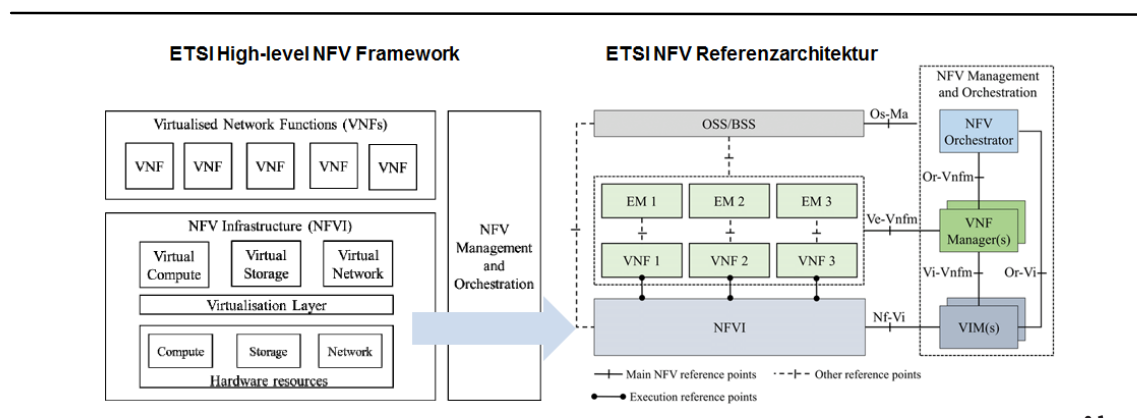 ETSI High-level NFV Framework
Virtualised Network Functions (VNFs)
VNF
VNF
VNF
VNF
VNF
NFV Infrastructure (NFVI)
Virtual
Compute
Virtual
Storage
Virtual
Network
Virtualisation Layer
Compute
Storage
Network
Hardware resources
NFV
Management
and
Orchestration
ETSI NFV Referenzarchitektur
NFV Management
and Orchestration
OSS/BSS
Os-Ma
NFV
Orchestrator
Or-Vnfm
EM 1
EM 2
EM 3
Ve-Vnfm
VNF
Manager(s)
VNF 1
VNF 2
VNF 3
Vi-Vnfm
Or-Vi
NFVI
Nf-Vi
VIM(s)
Main NFV reference points
Other reference points
Execution reference points